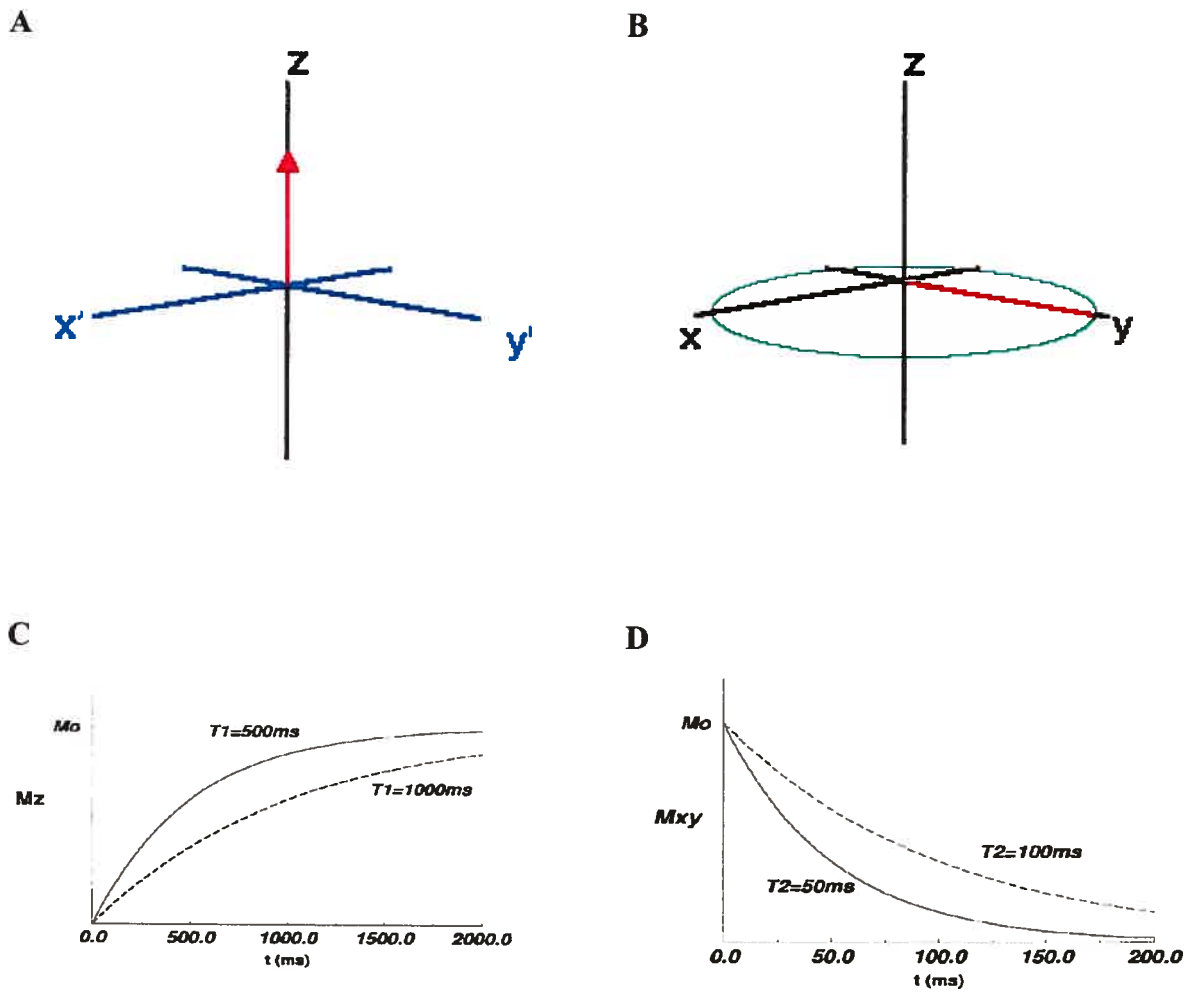 A
B
Z
Z
x'
y'
x
y
C
D
Mo
T1=500ms
Mz
T1=1000ms
0.0 500.0 1000.0 1500.0 2000.0
t (ms)
Mo
Mxy
T2=100ms
T2=50ms
0.0 50.0 100.0 150.0 200.0
t (ms)